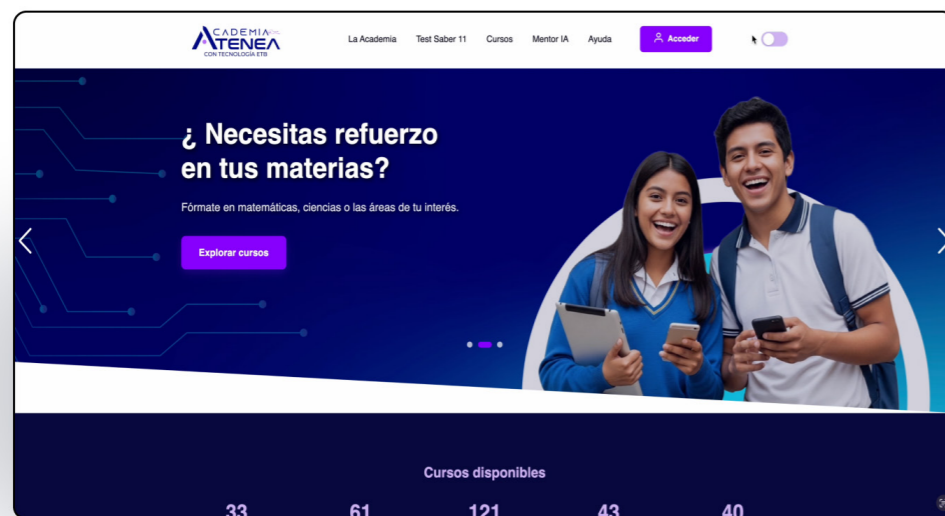 ACADEMIA
ATENEA
CON TECNOLOGÍA ETB
La Academia
Test Saber 11
Cursos
Mentor IA
Ayuda
Acceder
¿ Necesitas refuerzo
en tus materias?
Fórmate en matemáticas, ciencias o las áreas de tu interés.
Explorar cursos
Cursos disponibles
33
61
121
43
40